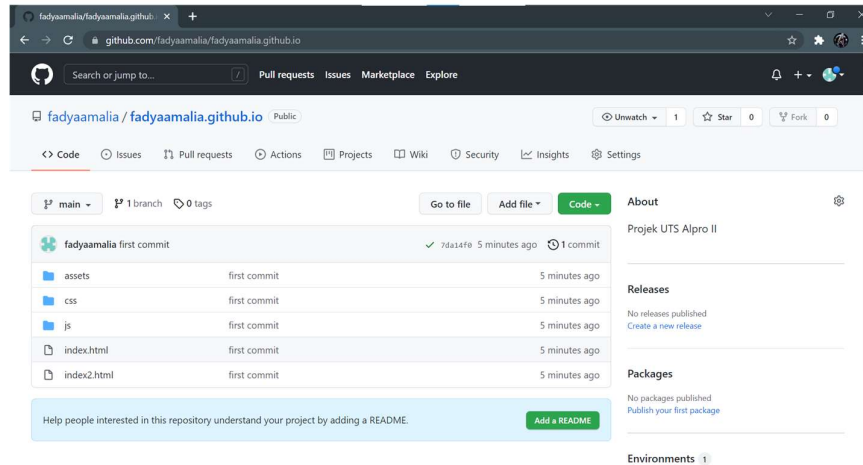 fadyaamalia/fadyaamalia.github
github.com/fadyaamalia/fadyaamalia.github.io
Search or jump to... / Pull requests Issues Marketplace Explore
fadyaamalia / fadyaamalia.github.io Public Unwatch 1 Star 0 Fork 0
<> Code Issues Pull requests Actions Projects Wiki Security Insights Settings
main 1 branch 0 tags Go to file Add file Code About
Projek UTS Alpro II
fadyaamalia first commit 7da14f0 5 minutes ago 1 commit
assets first commit 5 minutes ago
css first commit 5 minutes ago
js first commit 5 minutes ago
index.html first commit 5 minutes ago
index2.html first commit 5 minutes ago
Help people interested in this repository understand your project by adding a README. Add a README
Releases
No releases published
Create a new release
Packages
No packages published
Publish your first package
Environments 1